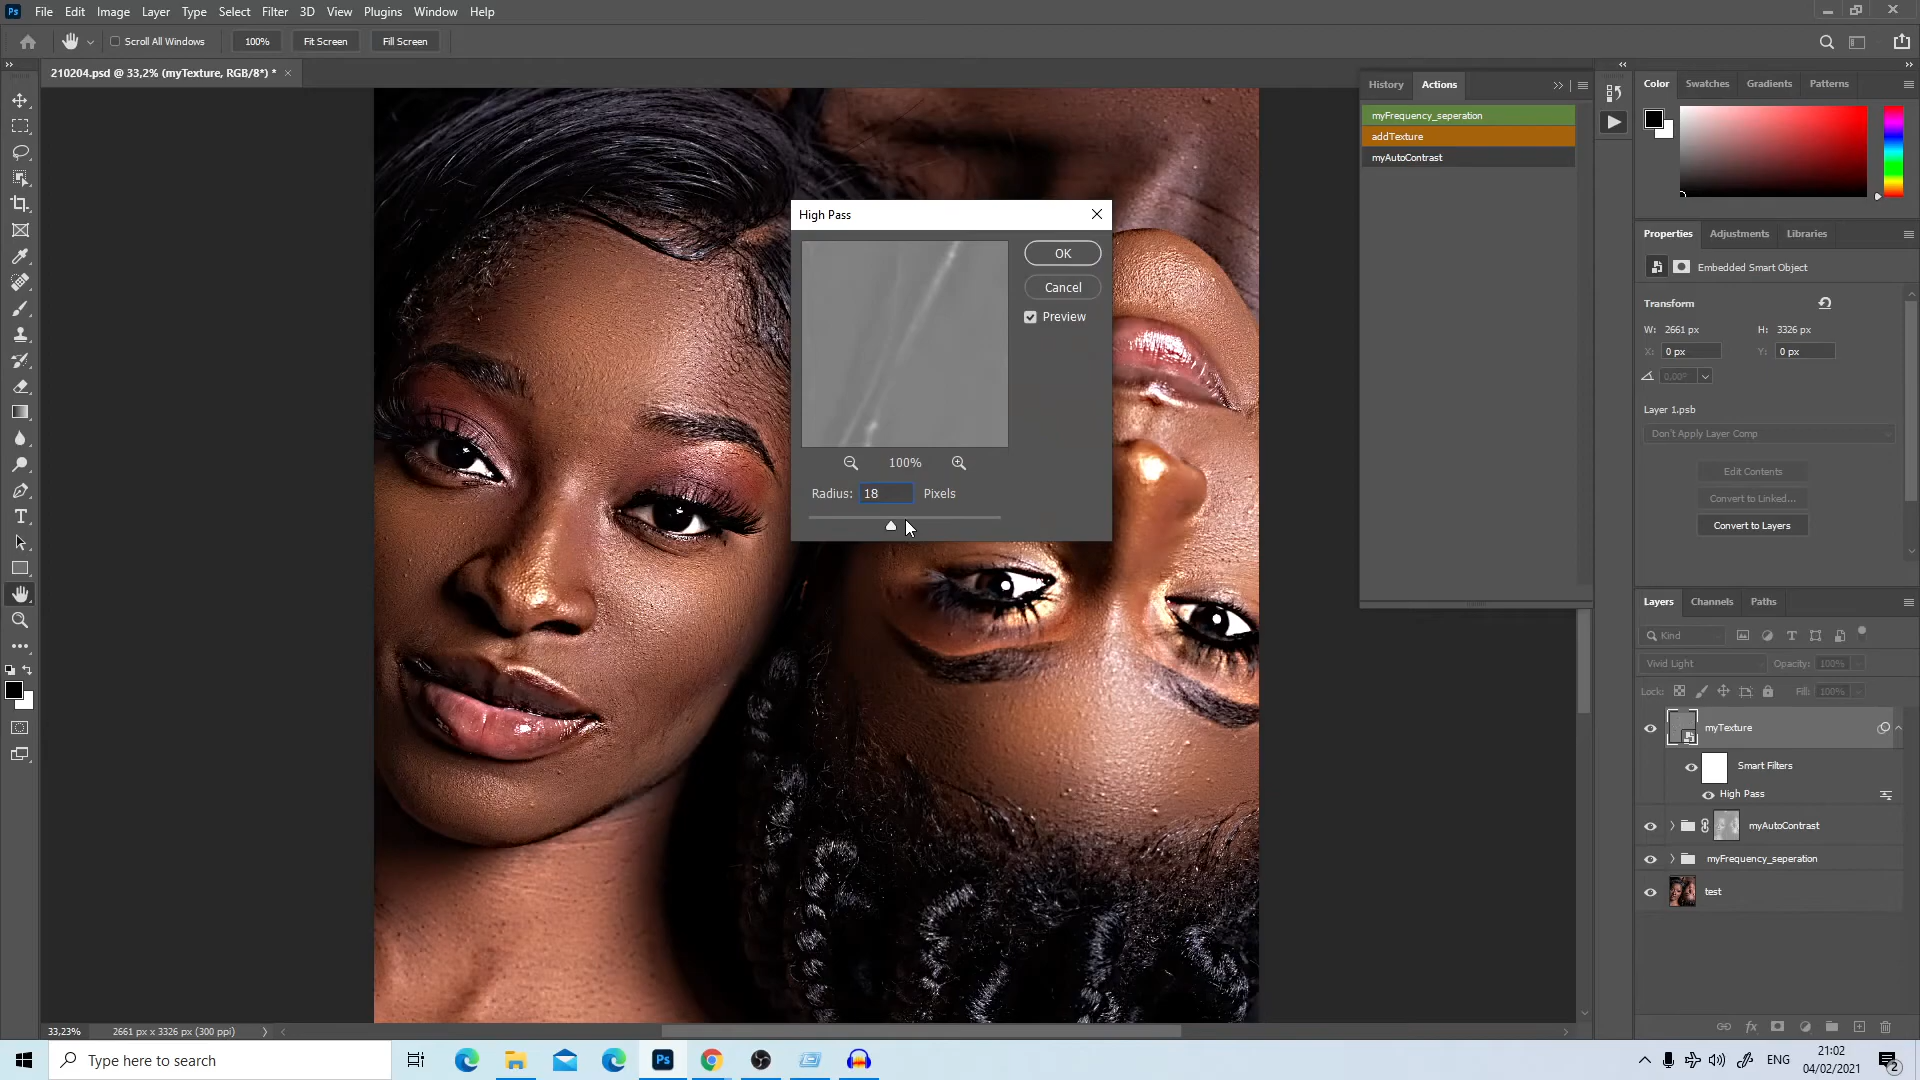 Ps File Edit Image Layer Type Select Filter 3D View Plugins Window Help
Scroll All Windows 100% Fit Screen Fill Screen
210204.psd @ 33,2% (myTexture, RGB/8*) *
History Actions
myFrequency_seperation
addTexture
myAutoContrast
Color Swatches Gradients Patterns
High Pass
OK
Cancel
Preview
100%
Radius: 18 Pixels
Properties Adjustments Libraries
Embedded Smart Object
Transform
W: 2661 px H: 3326 px
X: 0 px Y: 0 px
0,00°
Layer 1.psb
Don't Apply Layer Comp
Edit Contents
Convert to Linked...
Convert to Layers
Layers Channels Paths
Kind
Vivid Light Opacity: 100%
Lock: Fill: 100%
myTexture
Smart Filters
High Pass
myAutoContrast
myFrequency_seperation
test
33,23% 2661 px x 3326 px (300 ppi)
Type here to search
Ps
ENG
21:02
04/02/2021
2